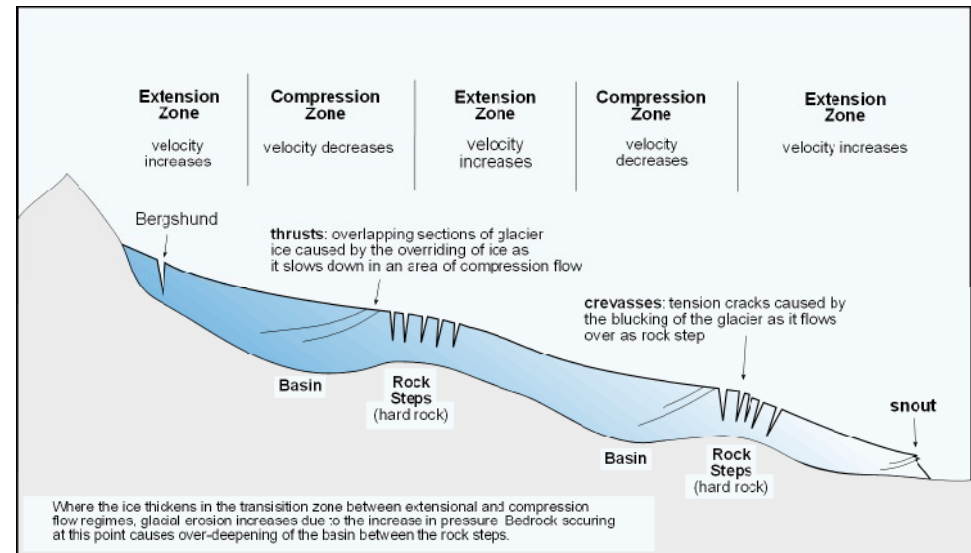 Extension
Zone
velocity
increases
Compression
Zone
velocity decreases
Extension
Zone
velocity
increases
Compression
Zone
velocity
decreases
Extension
Zone
velocity increases
Bergshund
thrusts: overlapping sections of glacier
ice caused by the overriding of ice as
it slows down in an area of compression flow
crevasses: tension cracks caused by
the blucking of the glacier as it flows
over as rock step
Basin
Rock
Steps
(hard rock)
Basin
Rock
Steps
(hard rock)
snout
Where the ice thickens in the transisition zone between extensional and compression
flow regimes, glacial erosion increases due to the increase in pressure. Bedrock sccuring
at this point causes over-deepening of the basin between the rock steps.